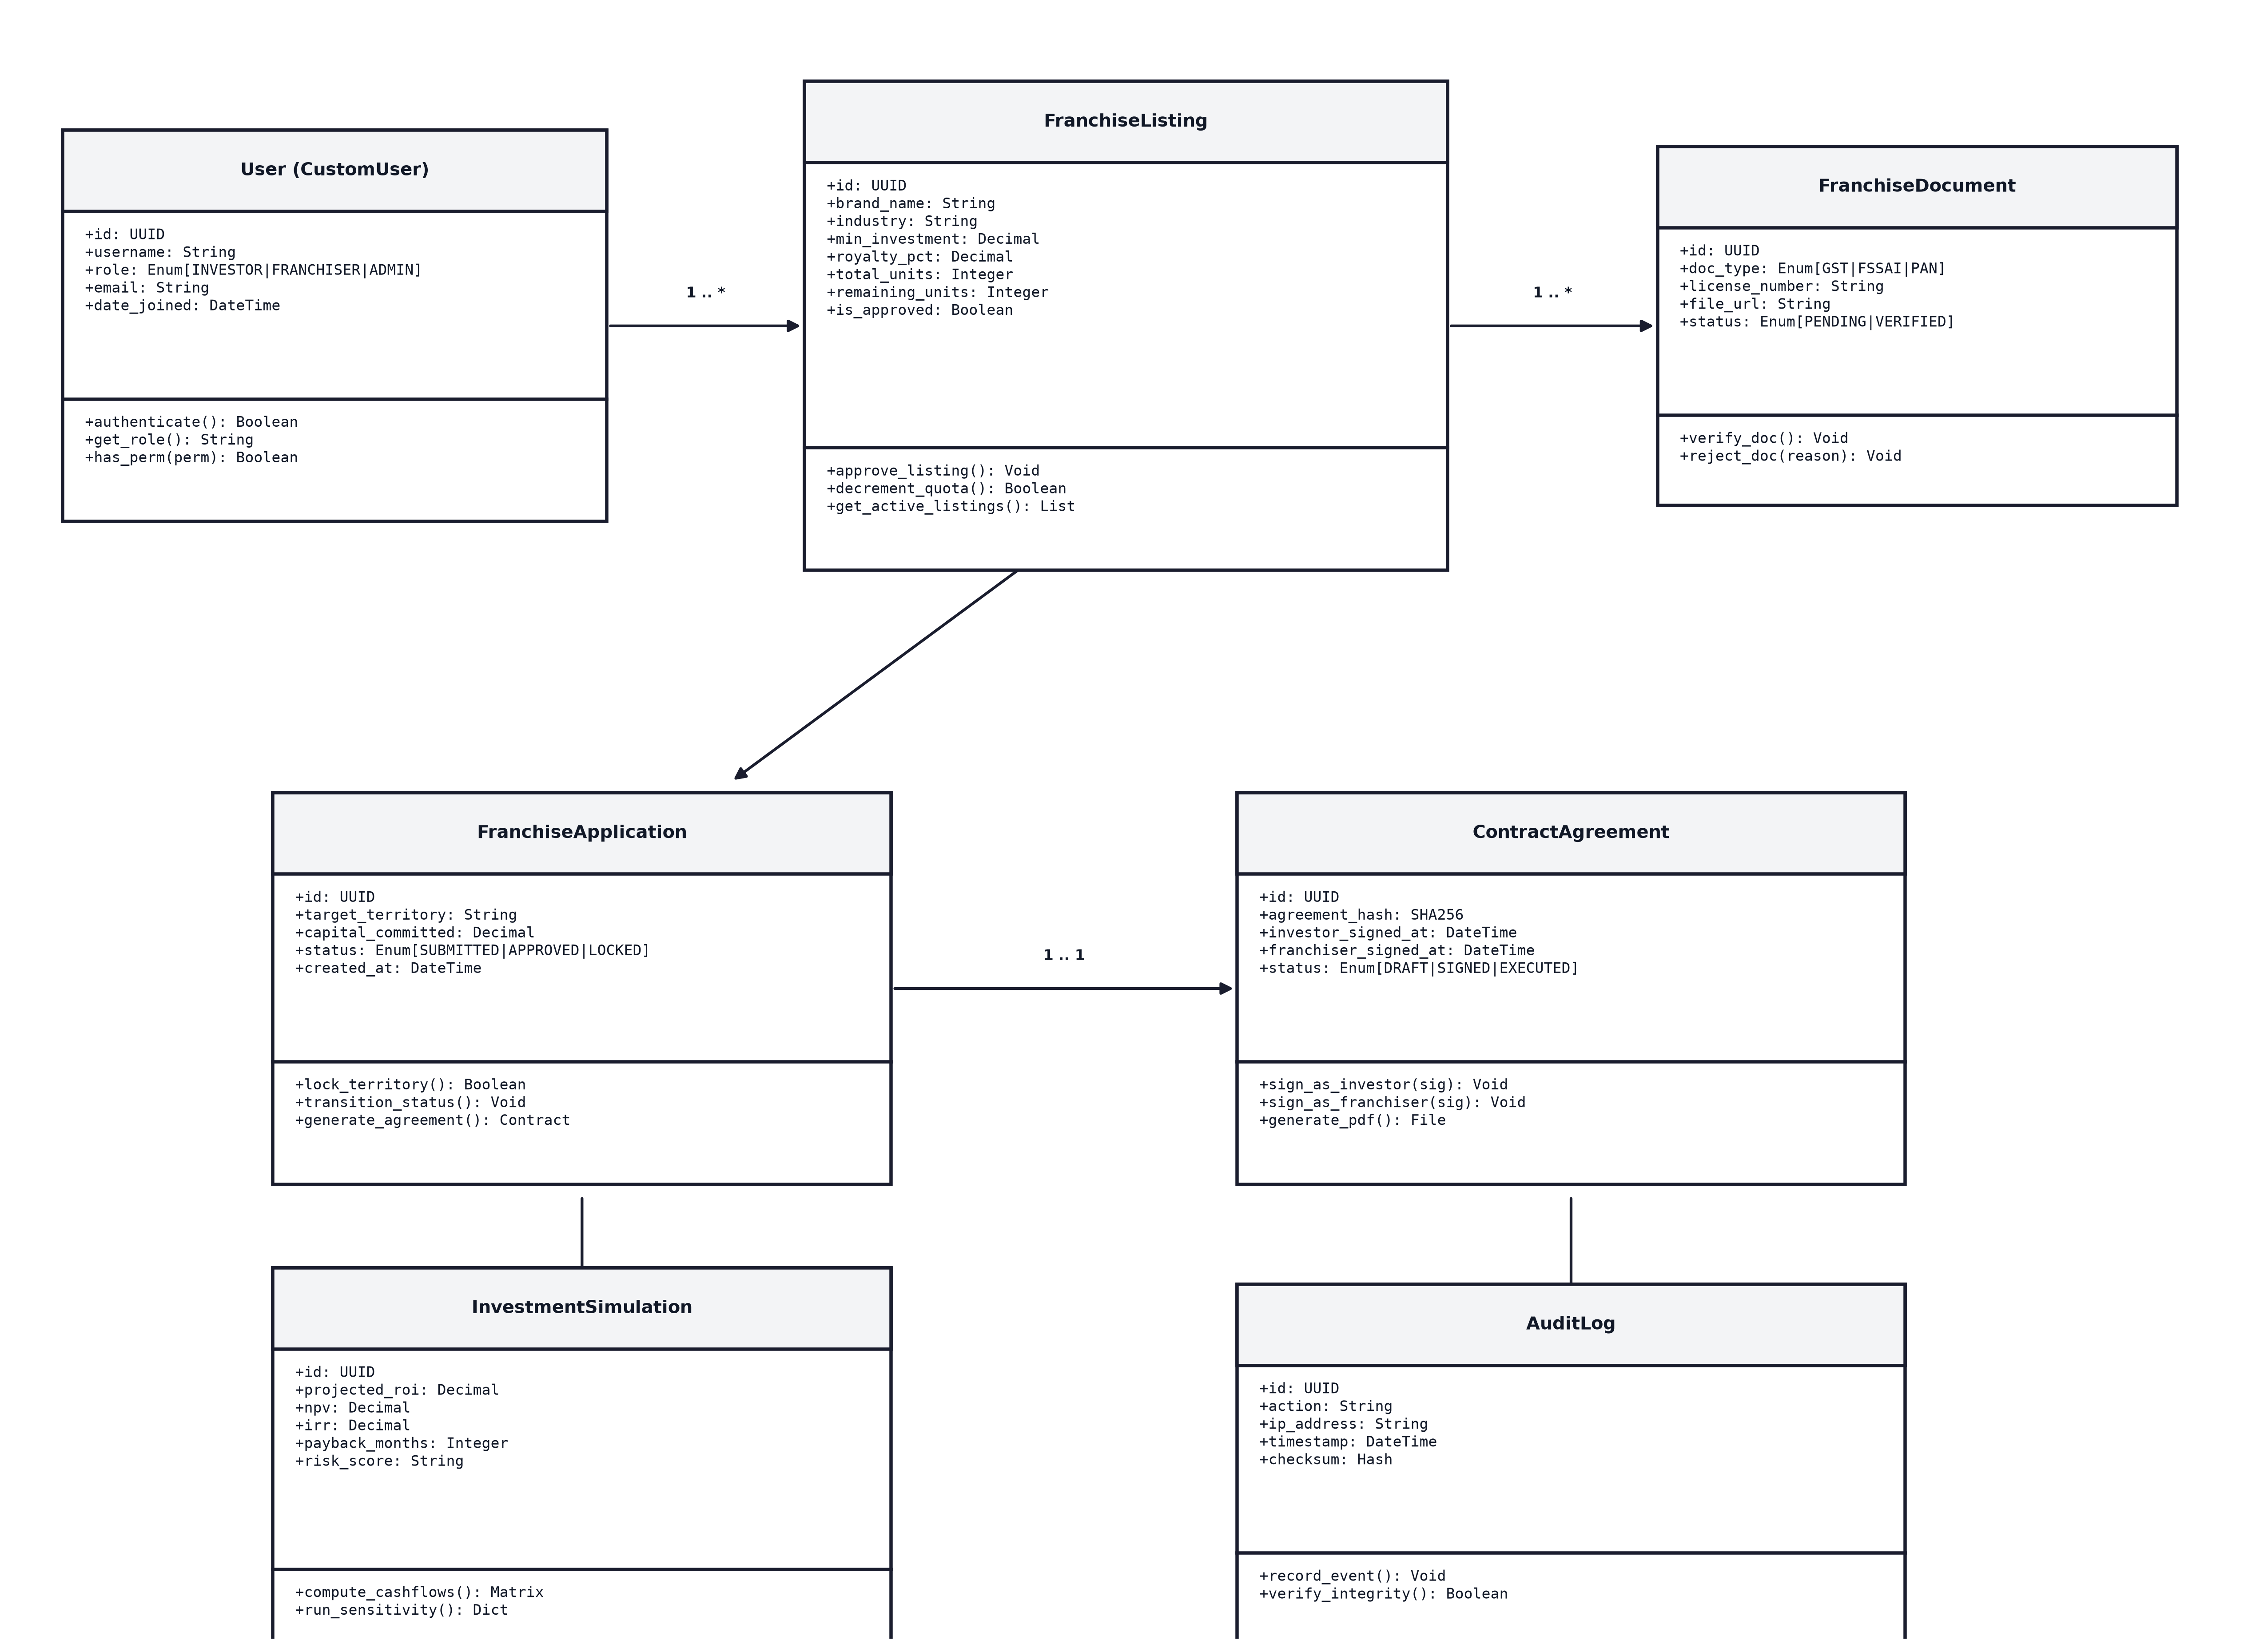 User (CustomUser)
+id: UUID
+username: String
+role: Enum[INVESTOR|FRANCHISER|ADMIN]
+email: String
+date_joined: DateTime
+authenticate(): Boolean
+get_role(): String
+has_perm(perm): Boolean
1 .. *
FranchiseListing
+id: UUID
+brand_name: String
+industry: String
+min_investment: Decimal
+royalty_pct: Decimal
+total_units: Integer
+remaining_units: Integer
+is_approved: Boolean
+approve_listing(): Void
+decrement_quota(): Boolean
+get_active_listings(): List
1 .. *
FranchiseDocument
+id: UUID
+doc_type: Enum[GST|FSSAI|PAN]
+license_number: String
+file_url: String
+status: Enum[PENDING|VERIFIED]
+verify_doc(): Void
+reject_doc(reason): Void
FranchiseApplication
+id: UUID
+target_territory: String
+capital_committed: Decimal
+status: Enum[SUBMITTED|APPROVED|LOCKED]
+created_at: DateTime
+lock_territory(): Boolean
+transition_status(): Void
+generate_agreement(): Contract
1 .. 1
ContractAgreement
+id: UUID
+agreement_hash: SHA256
+investor_signed_at: DateTime
+franchiser_signed_at: DateTime
+status: Enum[DRAFT|SIGNED|EXECUTED]
+sign_as_investor(sig): Void
+sign_as_franchiser(sig): Void
+generate_pdf(): File
InvestmentSimulation
+id: UUID
+projected_roi: Decimal
+npv: Decimal
+irr: Decimal
+payback_months: Integer
+risk_score: String
+compute_cashflows(): Matrix
+run_sensitivity(): Dict
AuditLog
+id: UUID
+action: String
+ip_address: String
+timestamp: DateTime
+checksum: Hash
+record_event(): Void
+verify_integrity(): Boolean